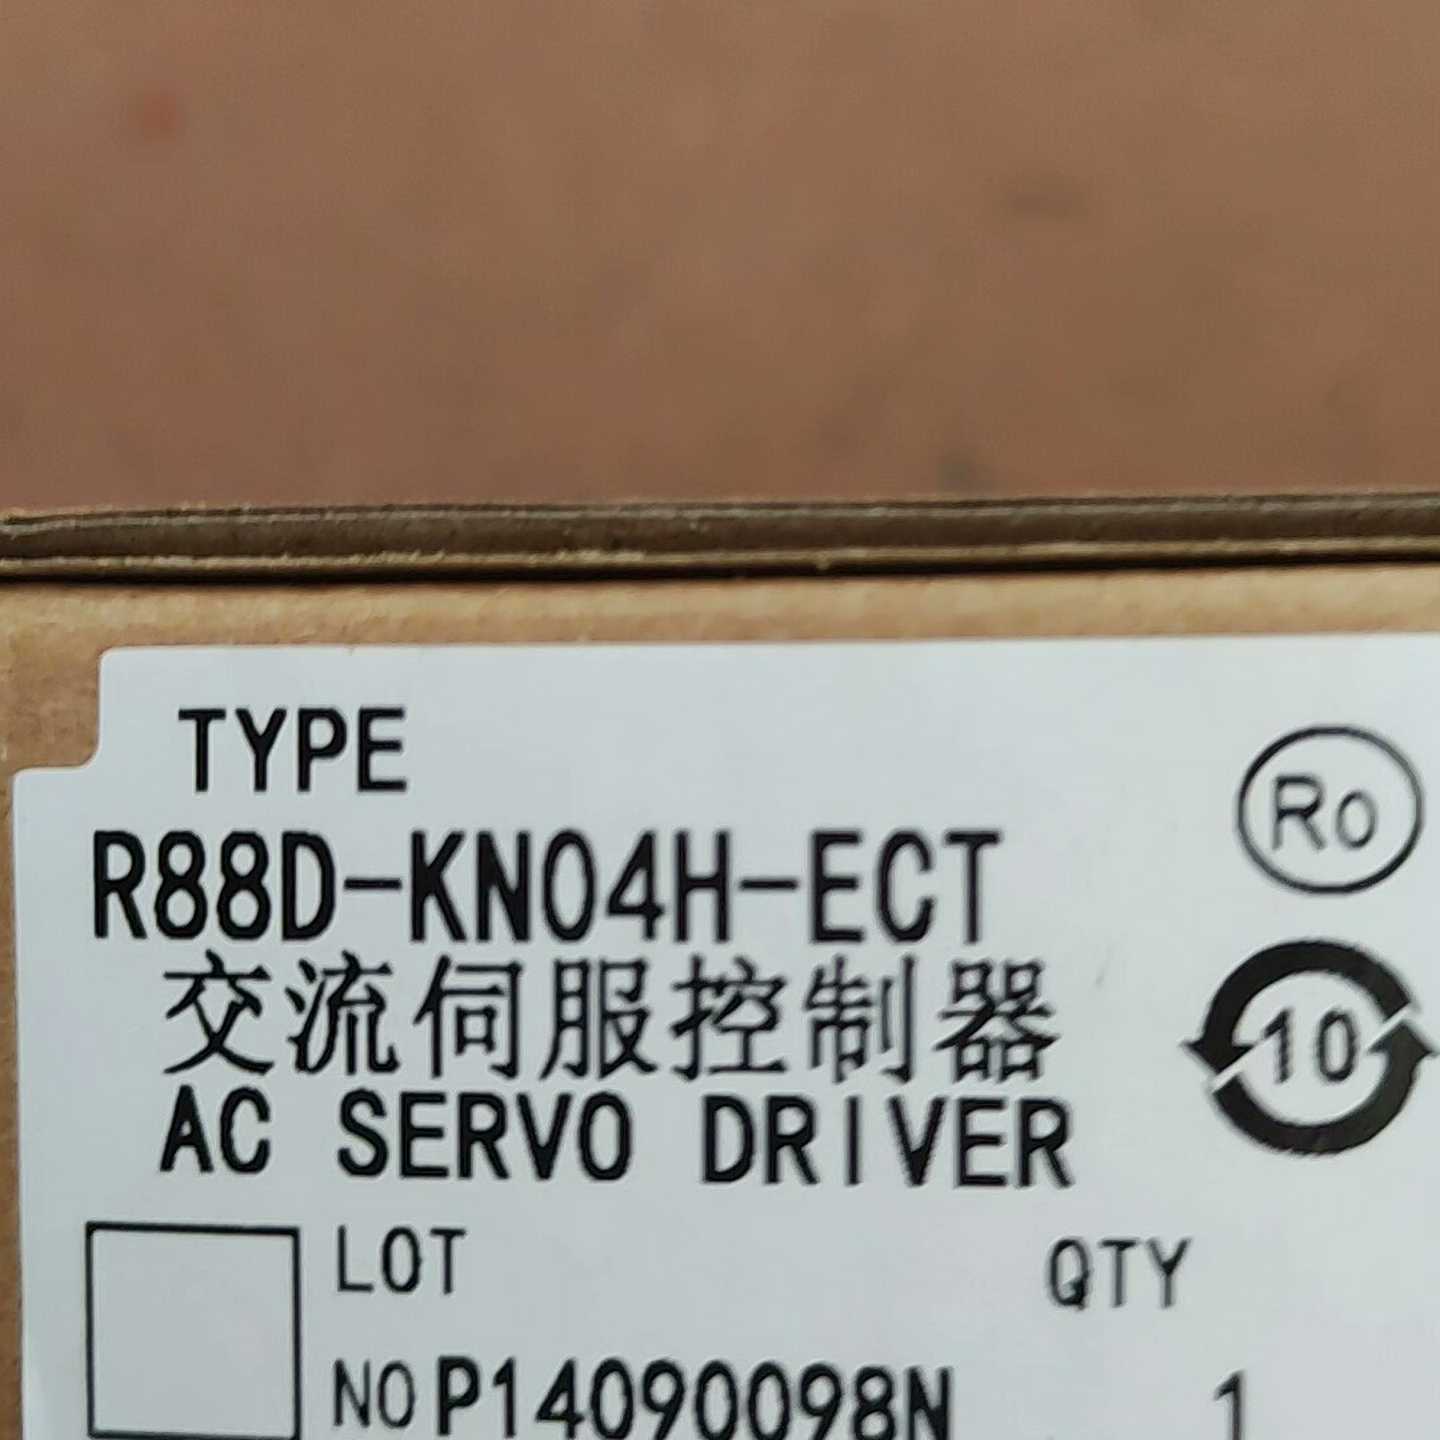 TYPE
Ro
R88D-KN04H-ECT
交流伺服控制器
10
AC SERVO DRIVER
LOT
QTY
NO P14090098N 1